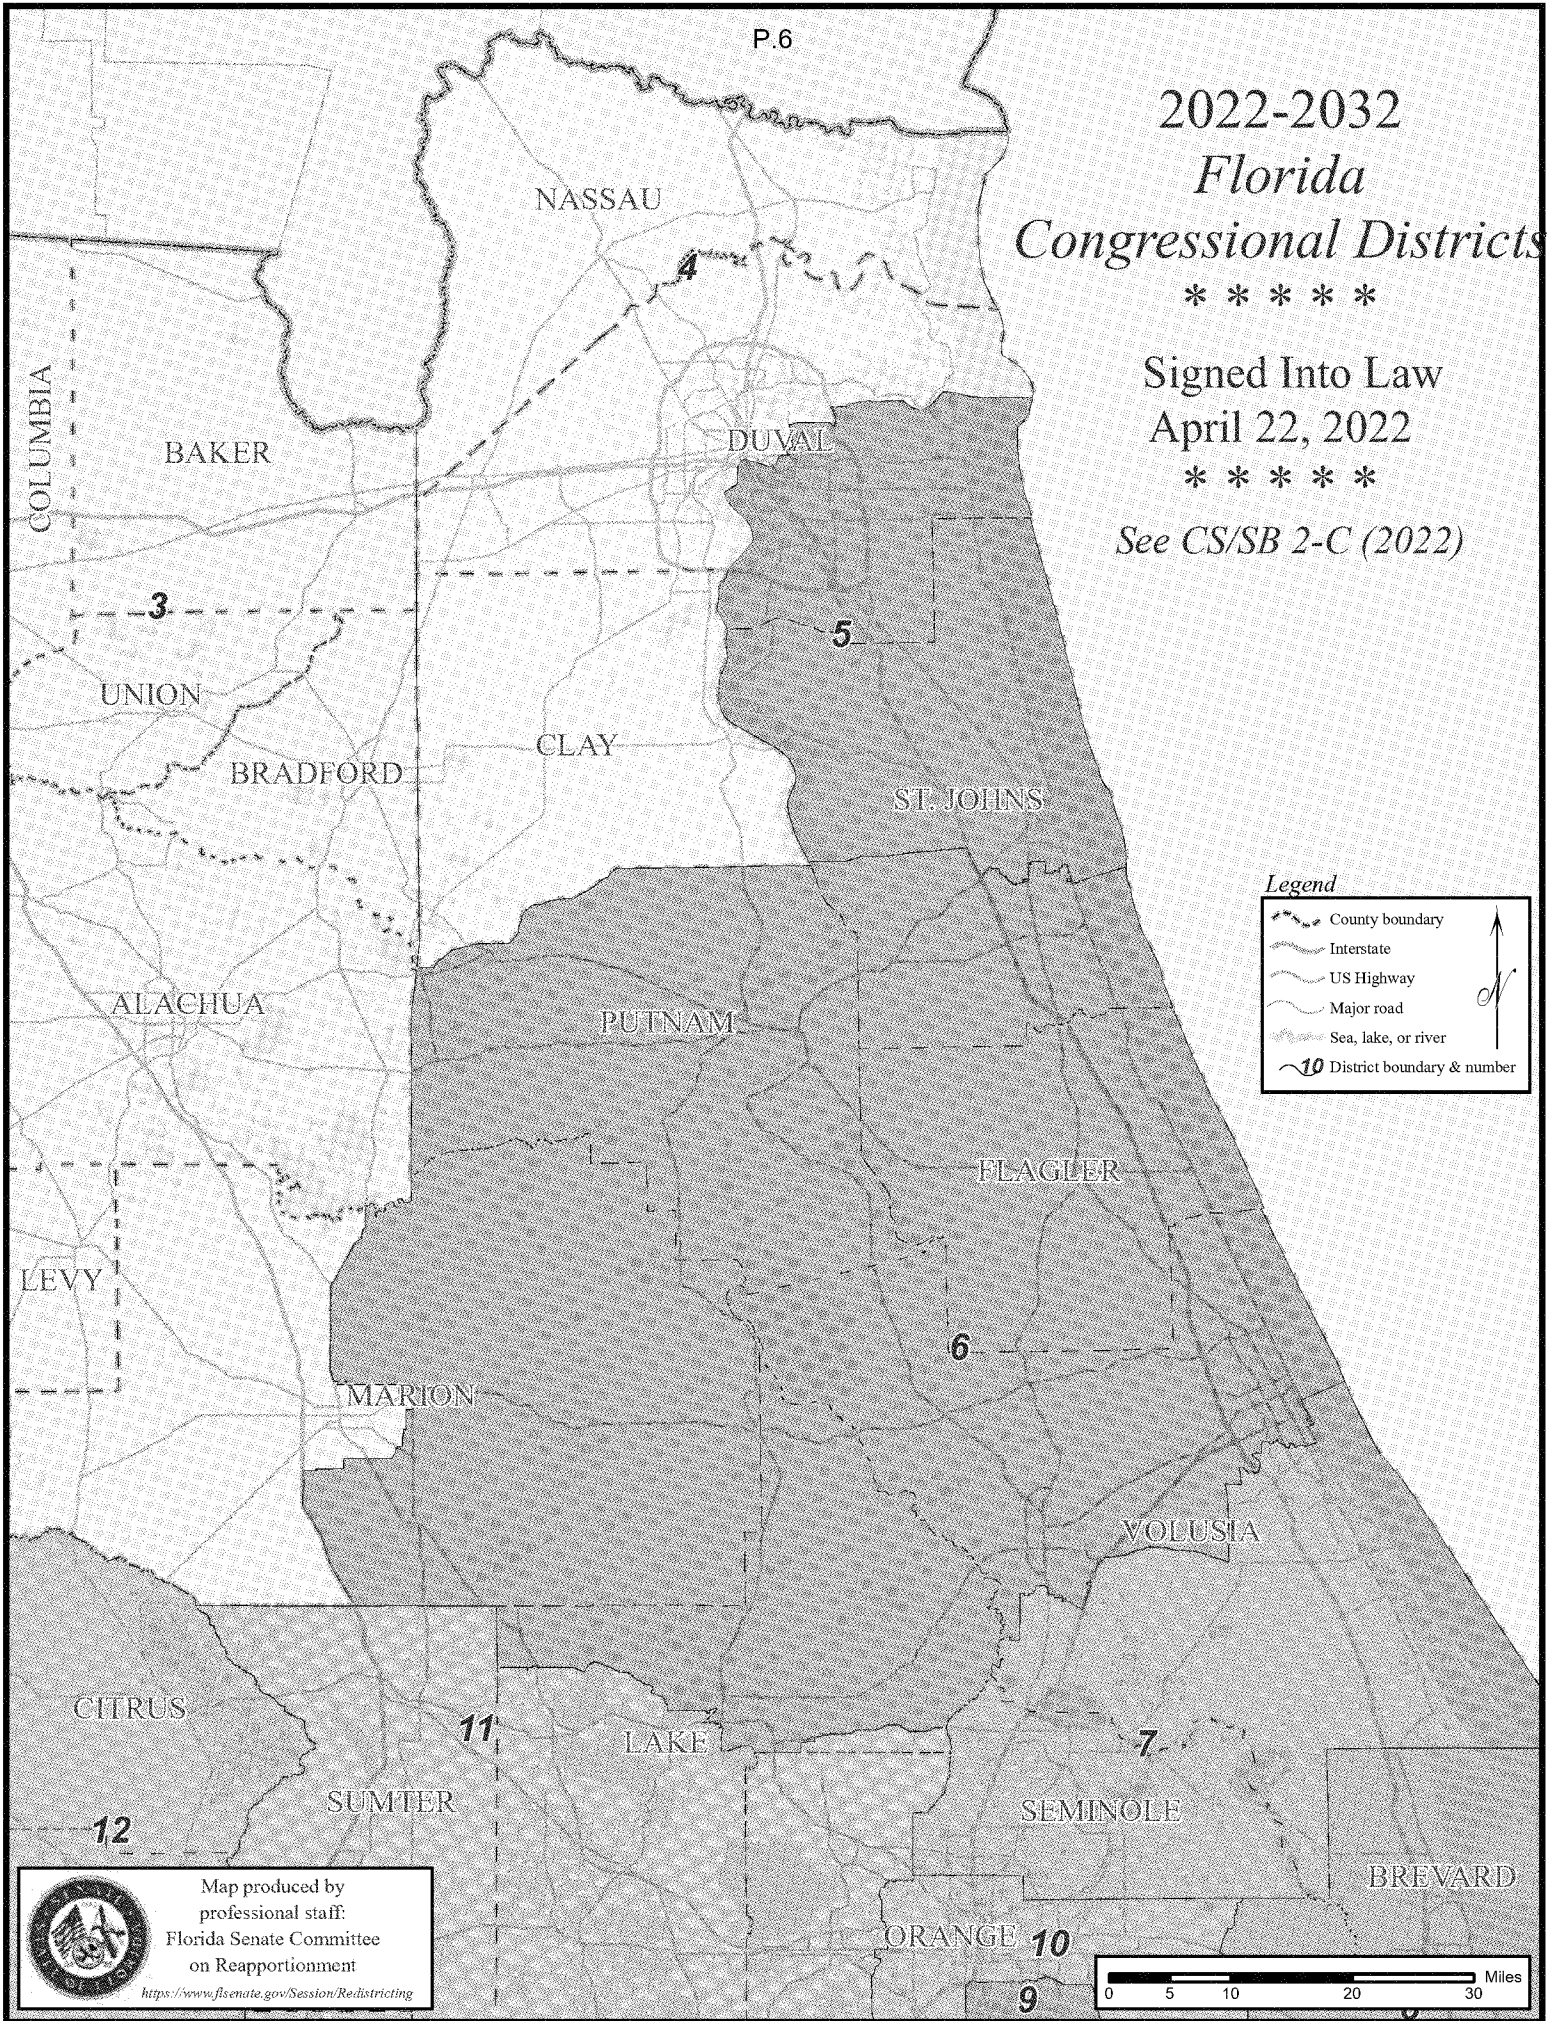 P.6
2022-2032
Florida
Congressional Districts
* * * * *
Signed Into Law
April 22, 2022
* * * * *
See CS/SB 2-C (2022)
NASSAU
4
COLUMBIA
BAKER
DUVAL
3
5
UNION
CLAY
BRADFORD
ST. JOHNS
Legend
County boundary
Interstate
US Highway
Major road
Sea, lake, or river
10 District boundary & number
N
ALACHUA
PUTNAM
FLAGLER
LEVY
6
MARION
VOLUSIA
CITRUS
11
LAKE
7
SUMTER
SEMINOLE
12
BREVARD
ORANGE
10
9
Map produced by
professional staff:
Florida Senate Committee
on Reapportionment
https://www.flsenate.gov/Session/Redistricting
Miles
0 5 10 20 30